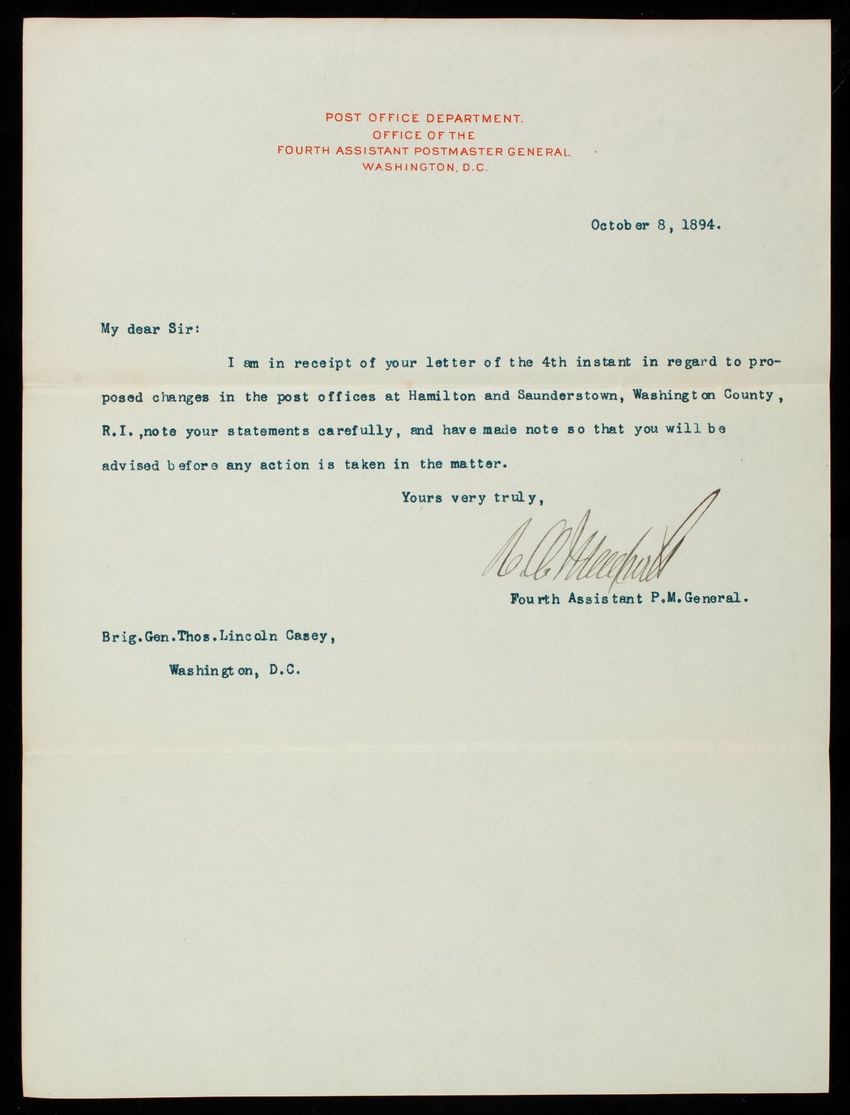 POST OFFICE DEPARTMENT.
OFFICE OF THE
FOURTH ASSISTANT POSTMASTER GENERAL.
WASHINGTON, D.C.
October 8, 1894.
My dear Sir:
I am in receipt of your letter of the 4th instant in regard to pro-
posed changes in the post offices at Hamilton and Saunderstown, Washington County,
R.I.,note your statements carefully, and have made note so that you will be
advised before any action is taken in the matter.
Yours very truly,
Fourth Assistant P.M.General.
Brig.Gen.Thos.Lincoln Casey,
Washington, D.C.